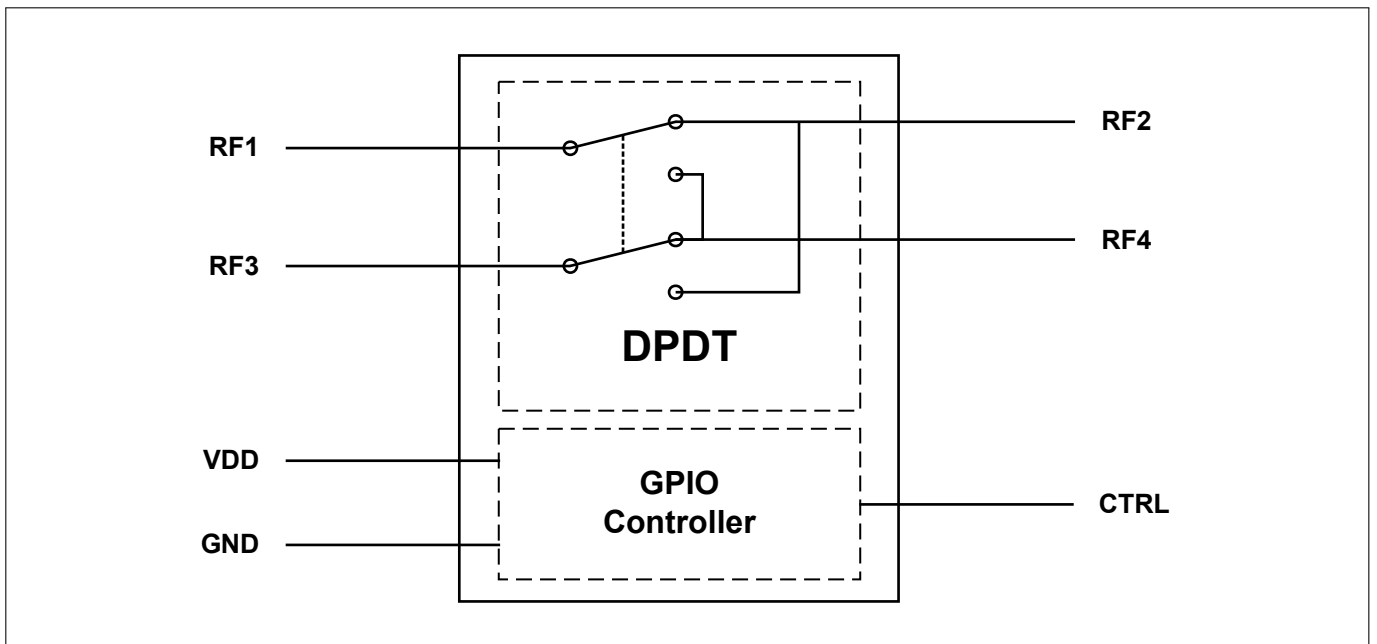 RF1
RF2
RF3
RF4
DPDT
VDD
GND
GPIO
Controller
CTRL